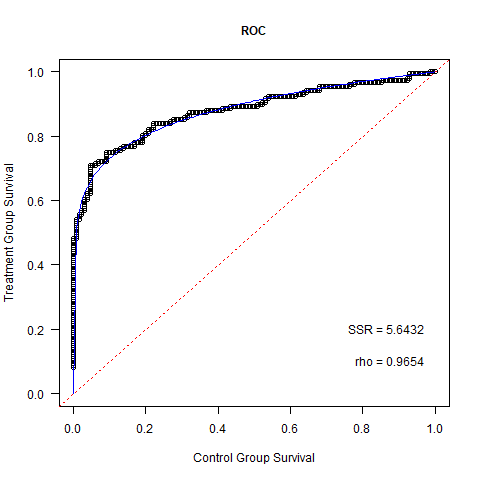 ROC
Treatment Group Survival
1.0
0.8
0.6
0.4
0.2
0.0
SSR = 5.6432
rho = 0.9654
0.0 0.2 0.4 0.6 0.8 1.0
Control Group Survival